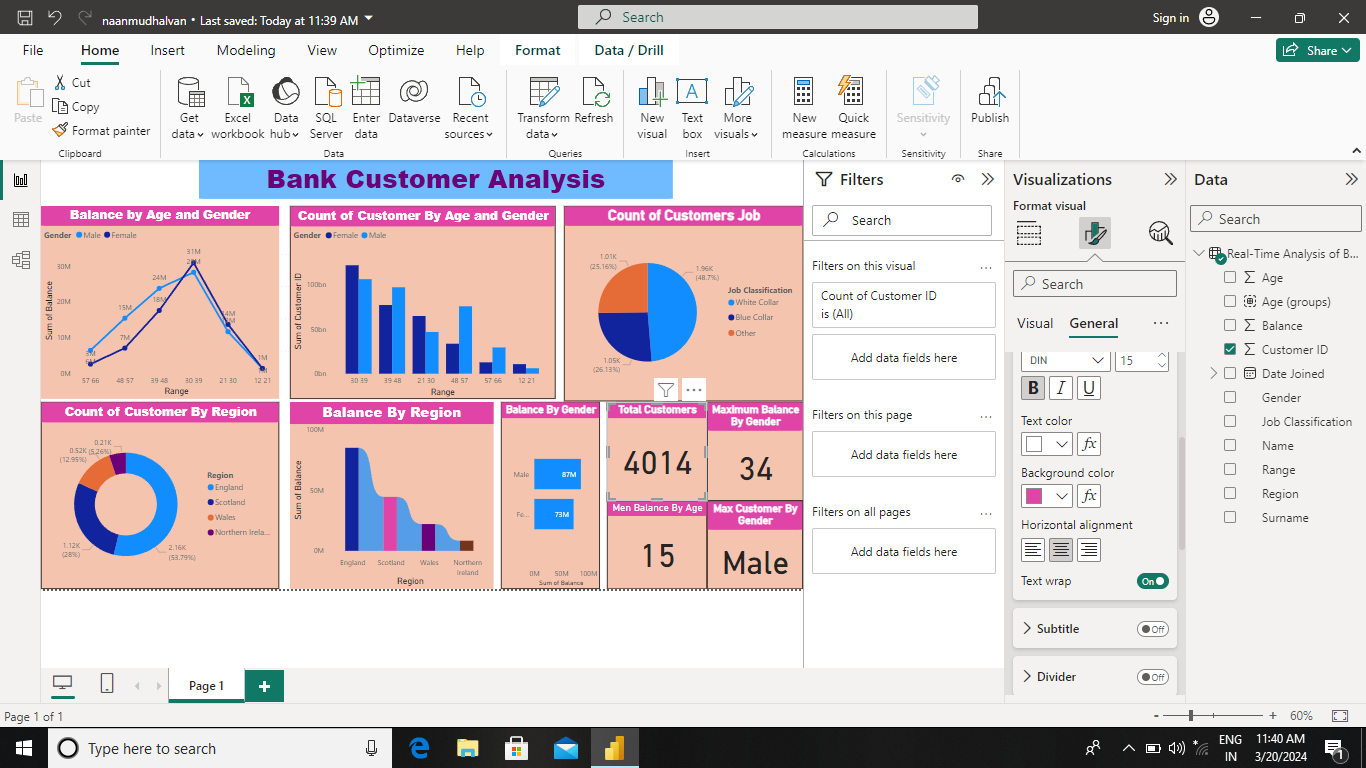 naanmudhalvan • Last saved: Today at 11:39 AM
Search
Sign in
File Home Insert Modeling View Optimize Help Format Data / Drill
Share
Paste
Cut
Copy
Format painter
Clipboard
Get data
Excel workbook
Data hub
SQL Server
Enter data
Dataverse
Recent sources
Data
Transform data
Refresh
Queries
New visual
Text box
More visuals
Insert
New measure
Quick measure
Calculations
Sensitivity
Sensitivity
Publish
Share
Bank Customer Analysis
Balance by Age and Gender
Gender Male Female
Sum of Balance
30M
20M
10M
0M
31M
24M
18M
15M
7M
14M
1M
57 66 48 57 39 48 30 39 21 30 12 21
Range
Count of Customer By Age and Gender
Gender Female Male
Sum of Customer ID
100bn
50bn
0bn
30 39 39 48 21 30 48 57 57 66 12 21
Range
Count of Customers Job
1.01K
(25.16%)
1.96K
(48.7%)
1.05K
(26.13%)
Job Classification
White Collar
Blue Collar
Other
Count of Customer By Region
0.21K
(5.26%)
0.52K
(12.95%)
1.12K
(28%)
2.16K
(53.79%)
Region
England
Scotland
Wales
Northern Irela...
Balance By Region
Sum of Balance
100M
50M
0M
England Scotland Wales Northern Ireland
Region
Balance By Gender
Male 87M
Fe... 73M
0M 50M 100M
Sum of Balance
Total Customers
4014
Maximum Balance By Gender
34
Men Balance By Age
15
Max Customer By Gender
Male
Filters
Search
Filters on this visual
Count of Customer ID
is (All)
Add data fields here
Filters on this page
Add data fields here
Filters on all pages
Add data fields here
Visualizations
Format visual
Search
Visual General
DIN 15
B I U
Text color
fx
Background color
fx
Horizontal alignment
Text wrap On
Subtitle Off
Divider Off
Data
Search
Real-Time Analysis of B...
Age
Age (groups)
Balance
Customer ID
Date Joined
Gender
Job Classification
Name
Range
Region
Surname
Page 1
Page 1 of 1
- + 60%
Type here to search
ENG
IN
11:40 AM
3/20/2024
1